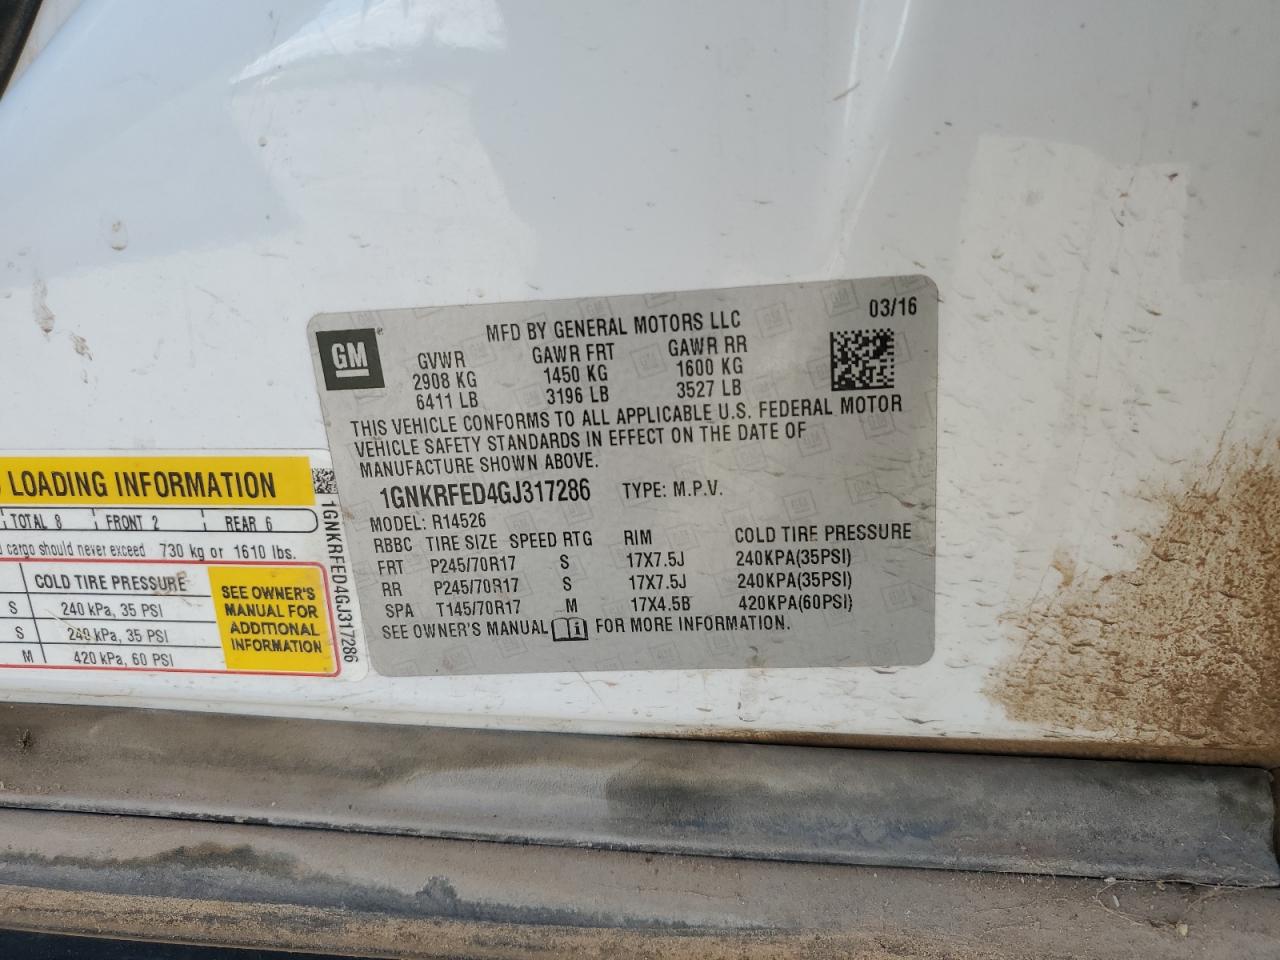 03/16
MFD BY GENERAL MOTORS LLC
GM
GVWR GAWR FRT GAWR RR
2908 KG 1450 KG 1600 KG
6411 LB 3196 LB 3527 LB
THIS VEHICLE CONFORMS TO ALL APPLICABLE U.S. FEDERAL MOTOR
VEHICLE SAFETY STANDARDS IN EFFECT ON THE DATE OF
MANUFACTURE SHOWN ABOVE.
1GNKRFED4GJ317286 TYPE: M.P.V.
MODEL: R14526
RBBC TIRE SIZE SPEED RTG RIM COLD TIRE PRESSURE
FRT P245/70R17 S 17X7.5J 240KPA(35PSI)
RR P245/70R17 S 17X7.5J 240KPA(35PSI)
SPA T145/70R17 M 17X4.5B 420KPA(60PSI)
SEE OWNER'S MANUAL FOR MORE INFORMATION.
LOADING INFORMATION
TOTAL 8 FRONT 2 REAR 6
cargo should never exceed 730 kg or 1610 lbs.
COLD TIRE PRESSURE
S 240 kPa, 35 PSI
S 240 kPa, 35 PSI
M 420 kPa, 60 PSI
SEE OWNER'S
MANUAL FOR
ADDITIONAL
INFORMATION
1GNKRFED4GJ317286